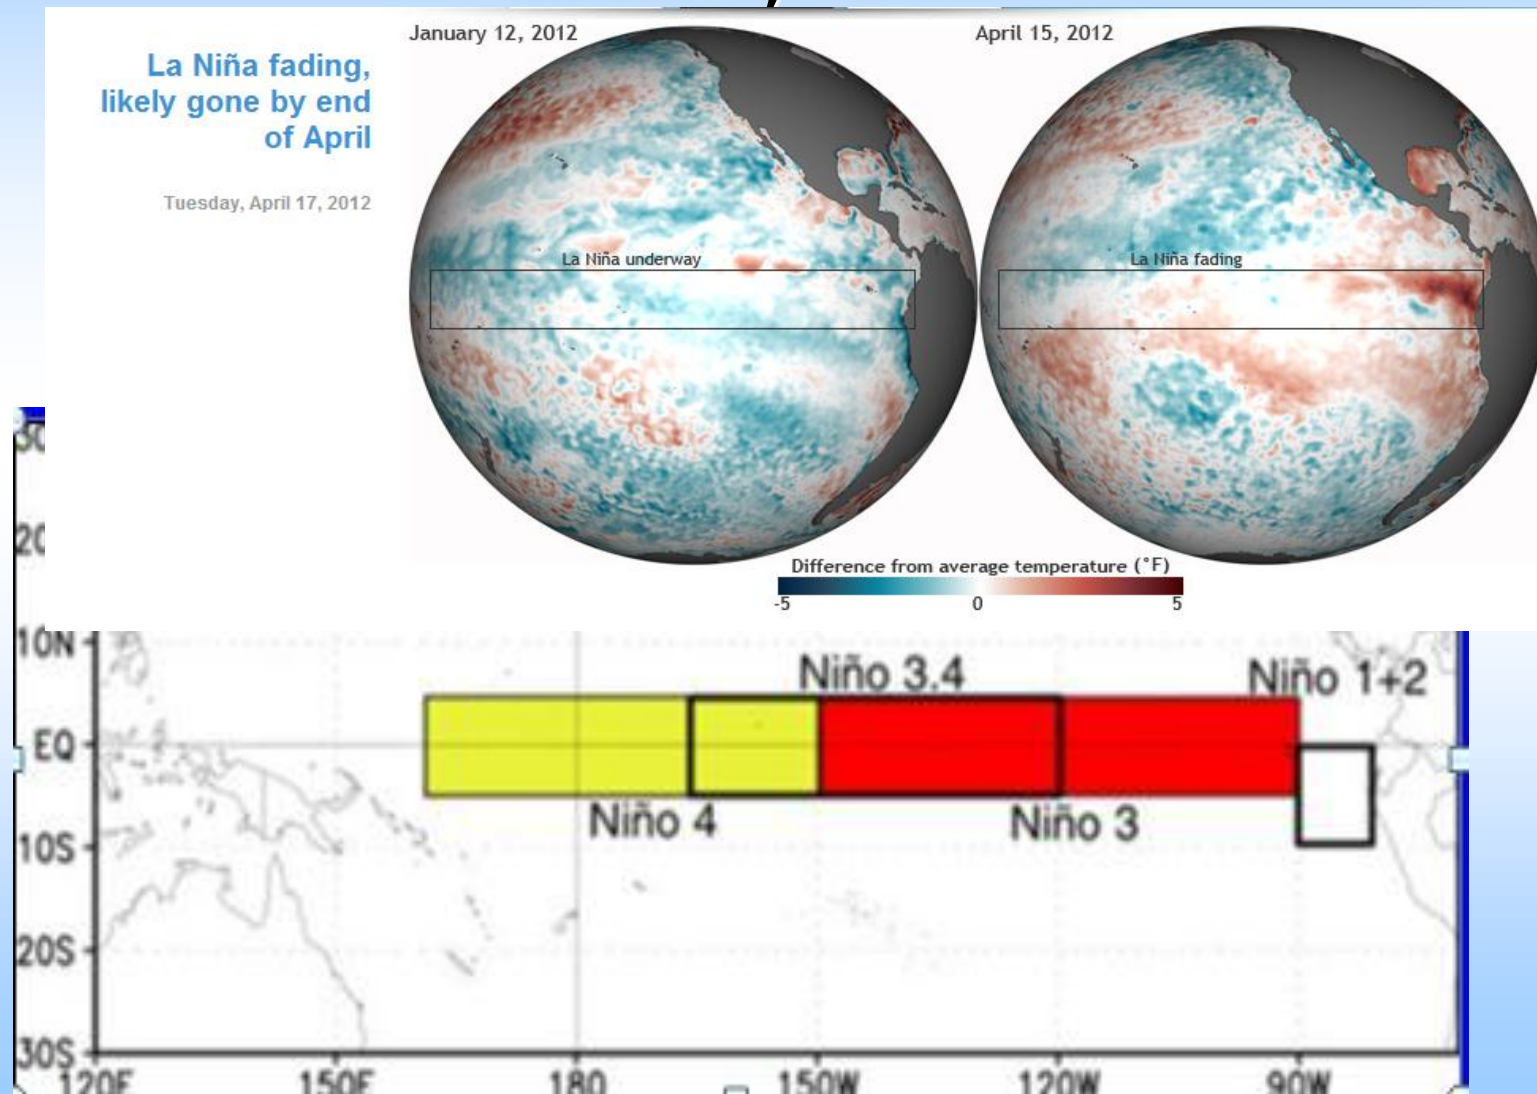 January 12, 2012
April 15, 2012
La Niña fading,
likely gone by end
of April
Tuesday, April 17, 2012
La Niña underway
La Niña fading
Difference from average temperature (°F)
-5 0 5
10N
Niño 3.4
Niño 1+2
EQ
Niño 4
Niño 3
10S
20S
30S
120E 150E 180 150W 120W 90W